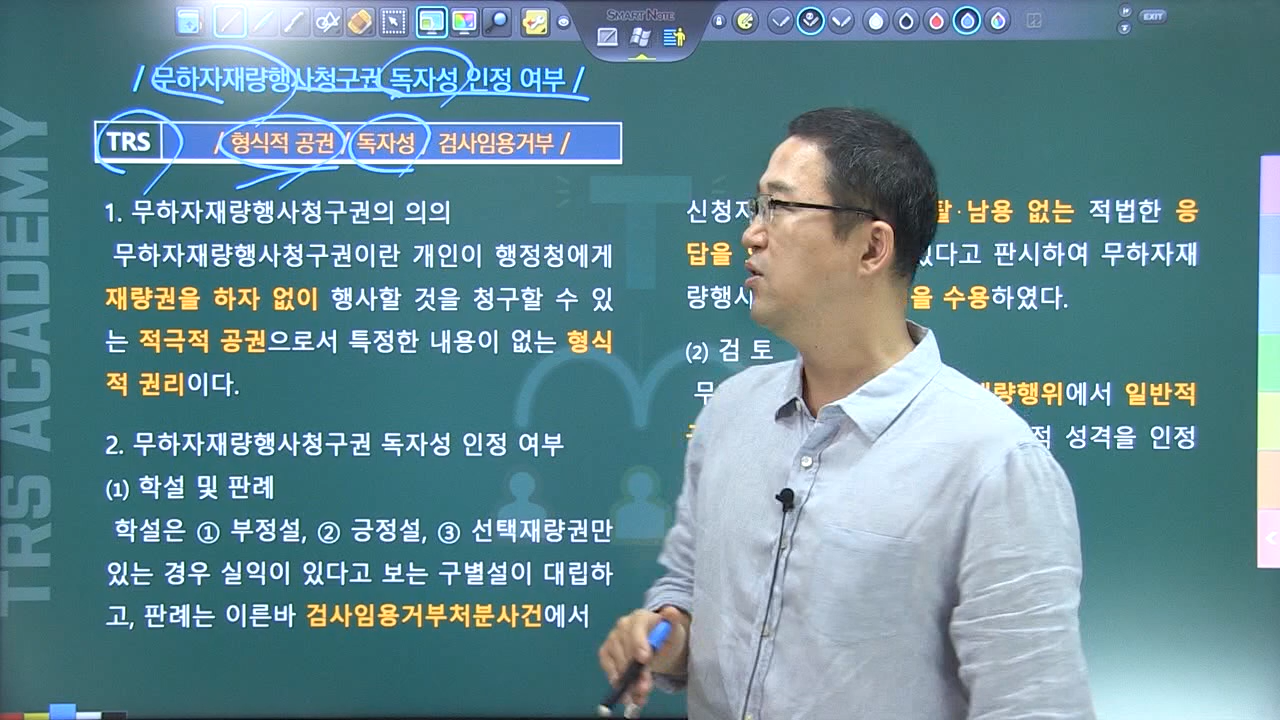 SMARTNOTE
EXIT
/ 무하자재량행사청구권 독자성 인정 여부 /
TRS / 형식적 공권 / 독자성 / 검사임용거부 /
TRS ACADEMY
1. 무하자재량행사청구권의 의의
무하자재량행사청구권이란 개인이 행정청에게
재량권을 하자 없이 행사할 것을 청구할 수 있
는 적극적 공권으로서 특정한 내용이 없는 형식
적 권리이다.
2. 무하자재량행사청구권 독자성 인정 여부
(1) 학설 및 판례
학설은 ① 부정설, ② 긍정설, ③ 선택재량권만
있는 경우 실익이 있다고 보는 구별설이 대립하
고, 판례는 이른바 검사임용거부처분사건에서
신청자 탈·남용 없는 적법한 응
답을 있다고 판시하여 무하자재
량행사 을 수용하였다.
(2) 검 토
무 재량행위에서 일반적
성격을 인정